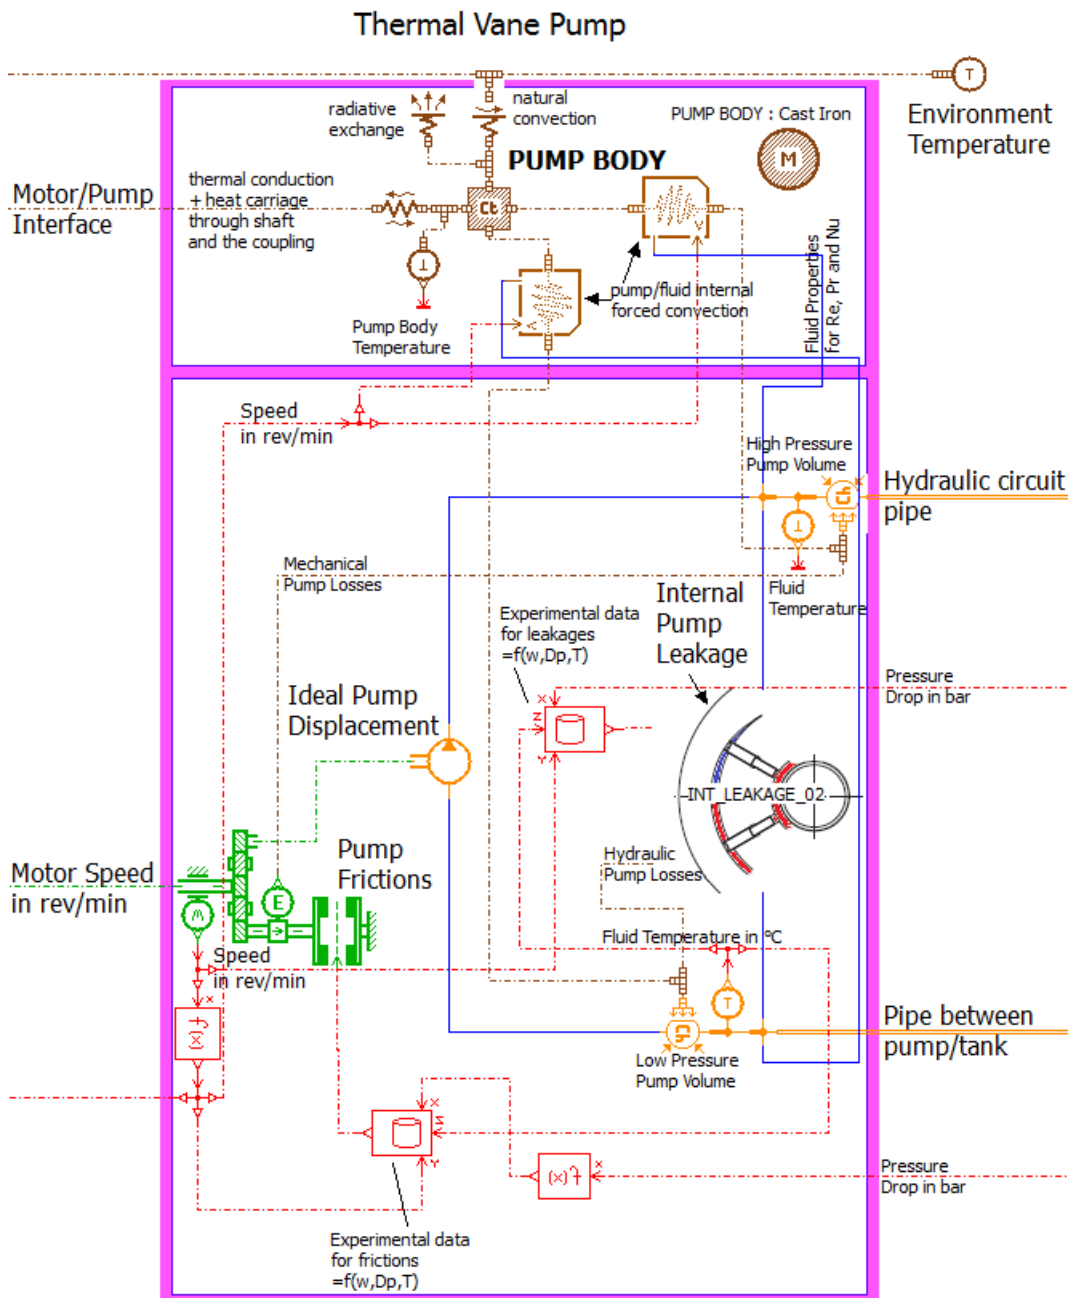 Thermal Vane Pump
T
Environment
Temperature
radiative
exchange
natural
convection
PUMP BODY : Cast Iron
M
PUMP BODY
Motor/Pump
Interface
thermal conduction
+ heat carriage
through shaft
and the coupling
Ct
T
Pump Body
Temperature
pump/fluid internal
forced convection
Fluid Properties
for Re, Pr and Nu
V
V
Speed
in rev/min
High Pressure
Pump Volume
Ch
Hydraulic circuit
pipe
T
Fluid
Temperature
Mechanical
Pump Losses
Internal
Pump
Leakage
Experimental data
for leakages
=f(w,Dp,T)
X
Z
Y
Pressure
Drop in bar
Ideal Pump
Displacement
INT_LEAKAGE_02
Pump
Frictions
Hydraulic
Pump Losses
Motor Speed
in rev/min
E
Fluid Temperature in °C
Speed
in rev/min
T
X
f(x)
Ch
Low Pressure
Pump Volume
Pipe between
pump/tank
X
Z
Y
f(x)
X
Pressure
Drop in bar
Experimental data
for frictions
=f(w,Dp,T)